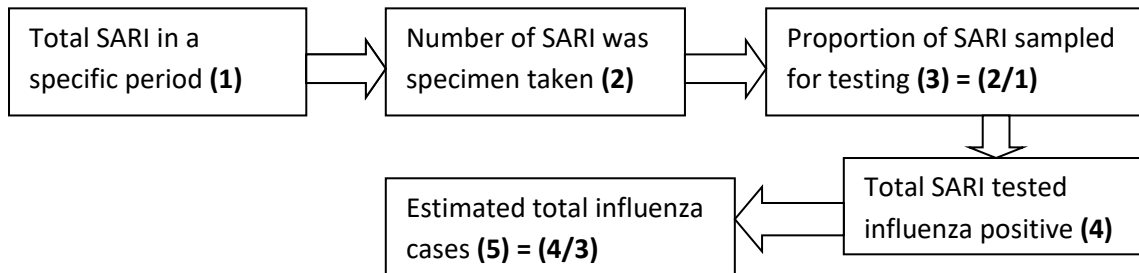 Total SARI in a
specific period (1)
Number of SARI was
specimen taken (2)
Proportion of SARI sampled
for testing (3) = (2/1)
Total SARI tested
influenza positive (4)
Estimated total influenza
cases (5) = (4/3)